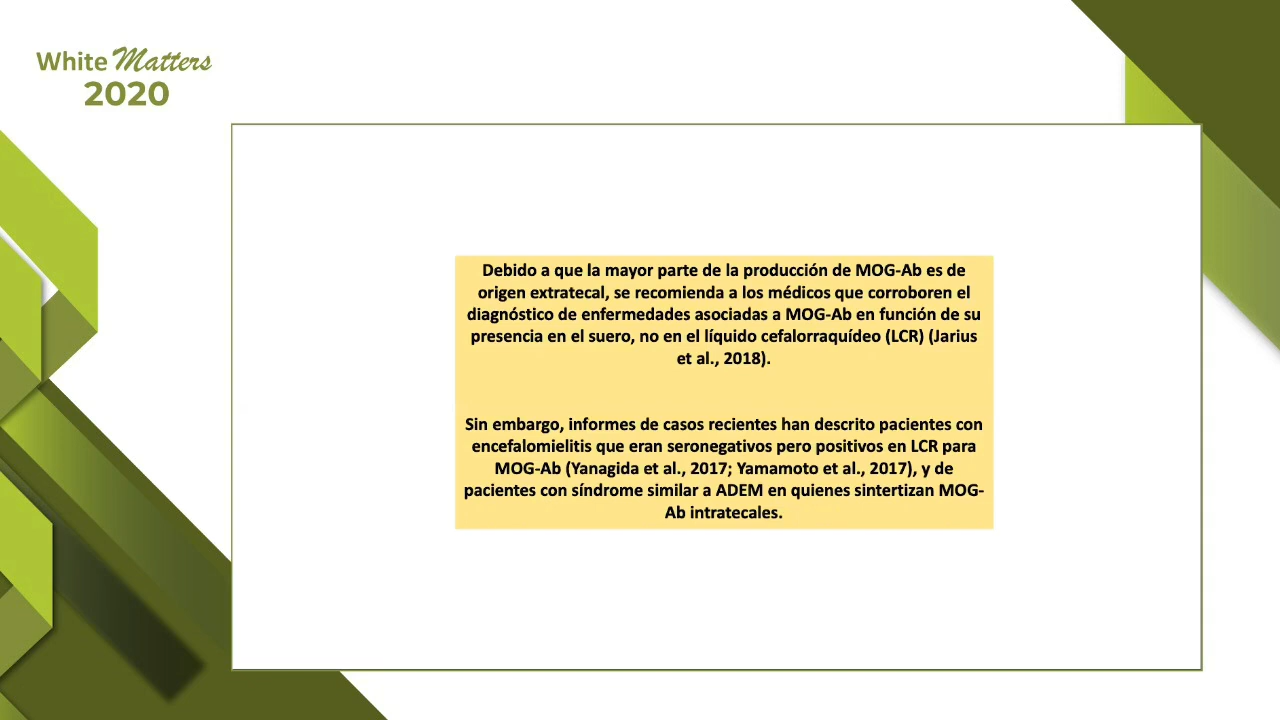 White Matters
2020
Debido a que la mayor parte de la producción de MOG-Ab es de
origen extratecal, se recomienda a los médicos que corroboren el
diagnóstico de enfermedades asociadas a MOG-Ab en función de su
presencia en el suero, no en el líquido cefalorraquídeo (LCR) (Jarius
et al., 2018).
Sin embargo, informes de casos recientes han descrito pacientes con
encefalomielitis que eran seronegativos pero positivos en LCR para
MOG-Ab (Yanagida et al., 2017; Yamamoto et al., 2017), y de
pacientes con síndrome similar a ADEM en quienes sintertizan MOG-
Ab intratecales.